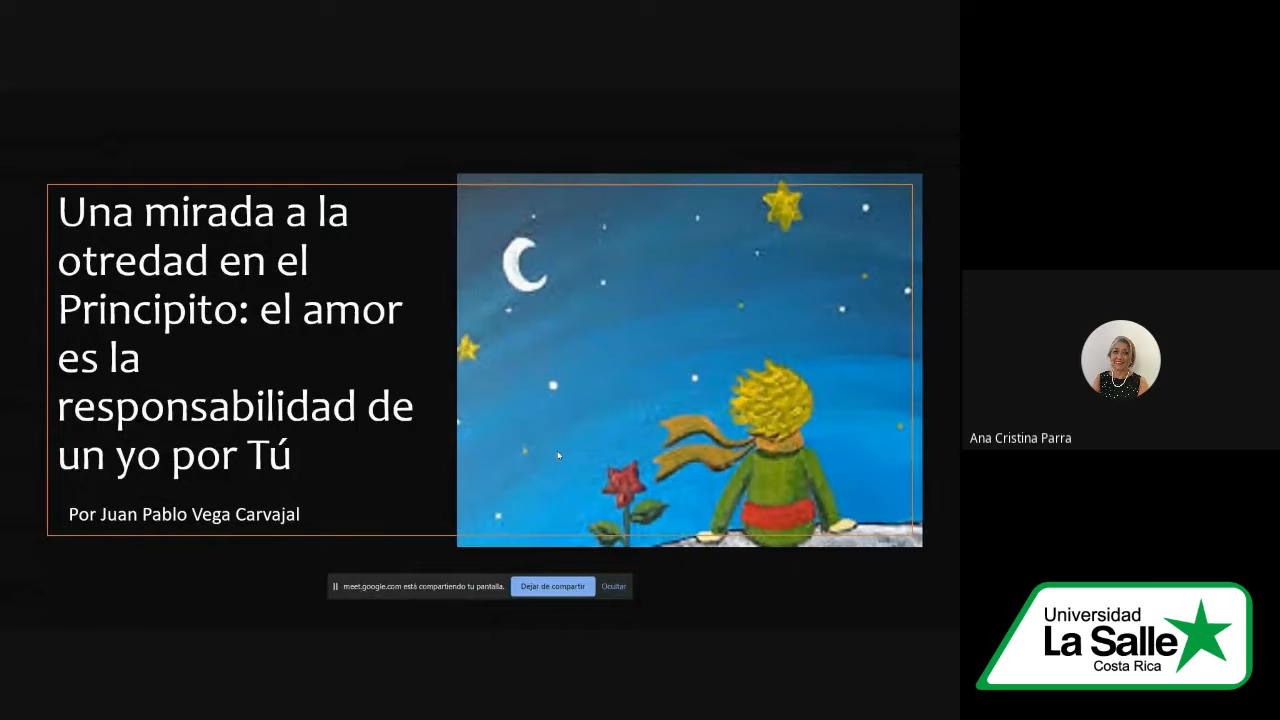 Una mirada a la
otredad en el
Principito: el amor
es la
responsabilidad de
un yo por Tú
Por Juan Pablo Vega Carvajal
meet.google.com está compartiendo tu pantalla.
Dejar de compartir
Ocultar
Ana Cristina Parra
Universidad
La Salle
Costa Rica